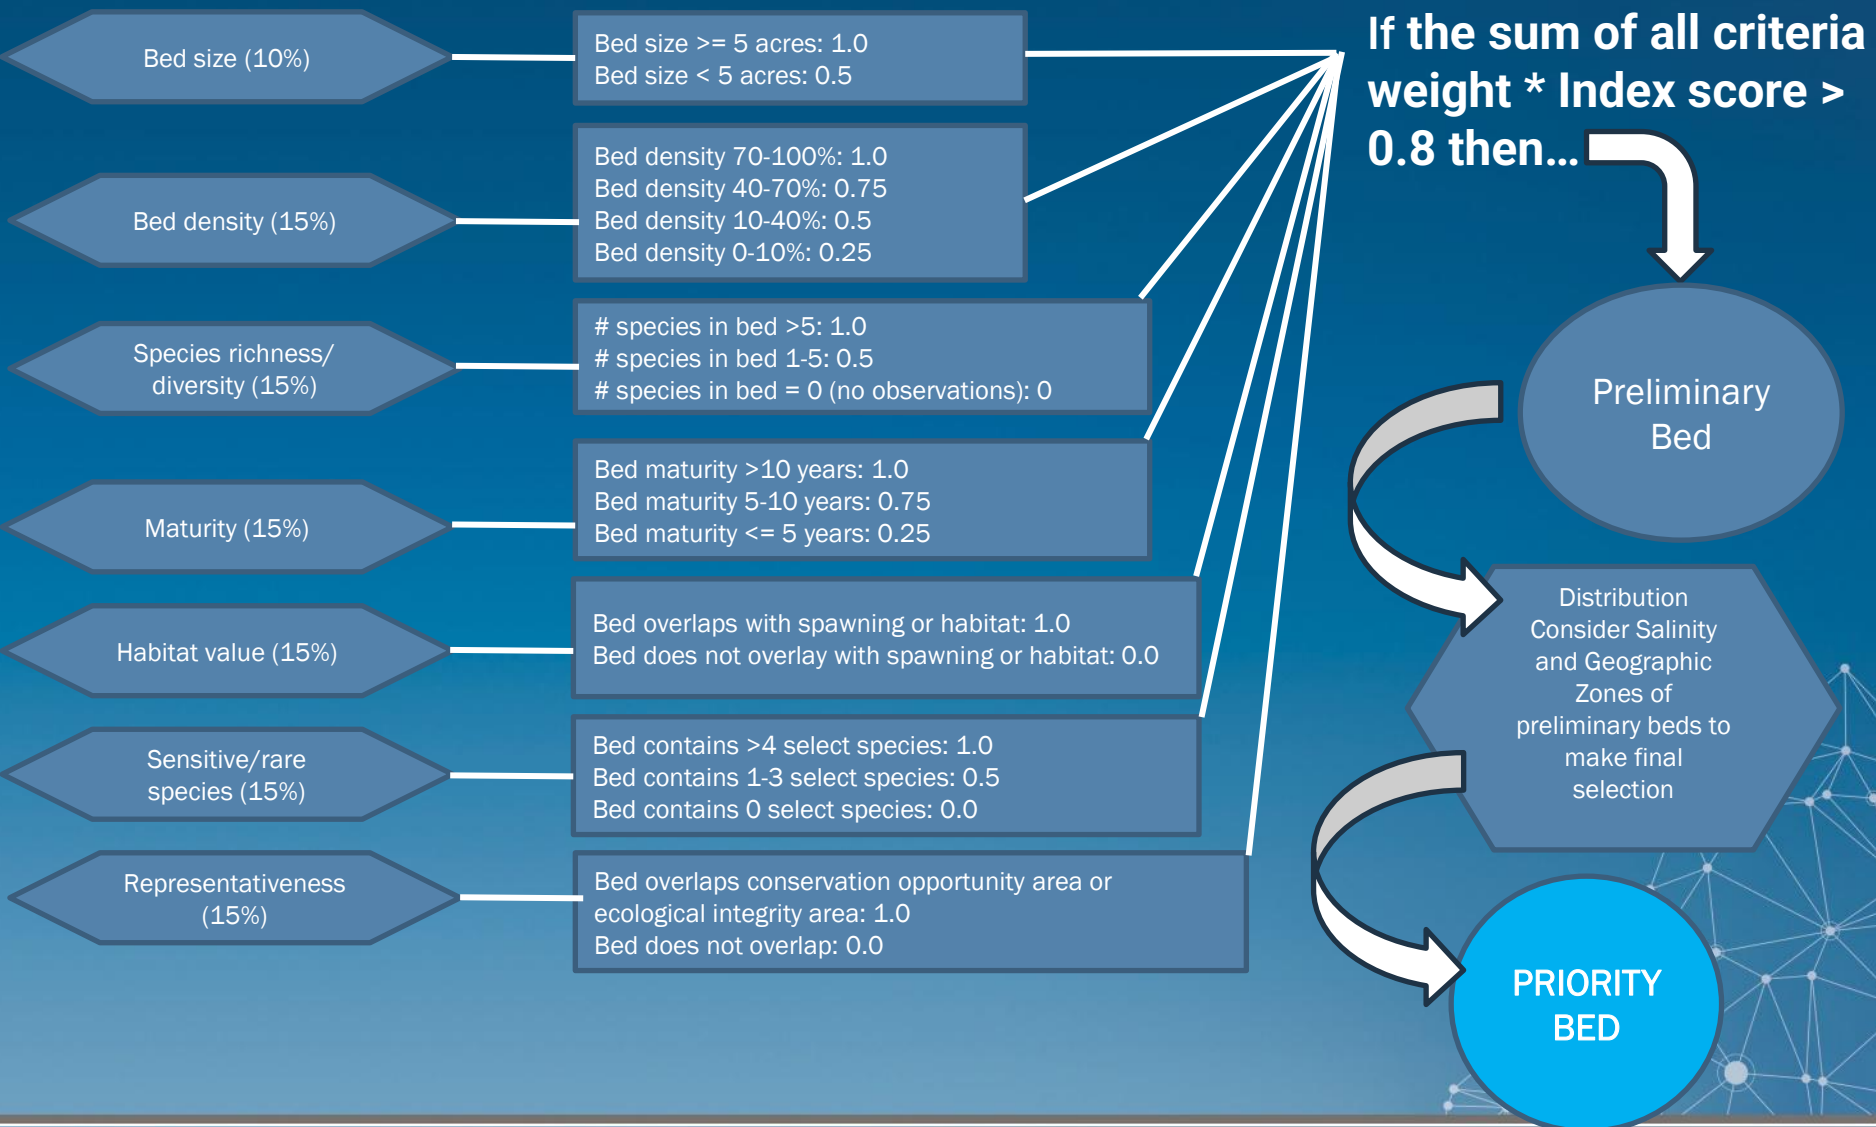 Bed size (10%)
Bed size >= 5 acres: 1.0
Bed size < 5 acres: 0.5
Bed density (15%)
Bed density 70-100%: 1.0
Bed density 40-70%: 0.75
Bed density 10-40%: 0.5
Bed density 0-10%: 0.25
Species richness/
diversity (15%)
# species in bed >5: 1.0
# species in bed 1-5: 0.5
# species in bed = 0 (no observations): 0
Maturity (15%)
Bed maturity >10 years: 1.0
Bed maturity 5-10 years: 0.75
Bed maturity <= 5 years: 0.25
Habitat value (15%)
Bed overlaps with spawning or habitat: 1.0
Bed does not overlay with spawning or habitat: 0.0
Sensitive/rare
species (15%)
Bed contains >4 select species: 1.0
Bed contains 1-3 select species: 0.5
Bed contains 0 select species: 0.0
Representativeness
(15%)
Bed overlaps conservation opportunity area or
ecological integrity area: 1.0
Bed does not overlap: 0.0
If the sum of all criteria
weight * Index score >
0.8 then…
Preliminary
Bed
Distribution
Consider Salinity
and Geographic
Zones of
preliminary beds to
make final
selection
PRIORITY
BED